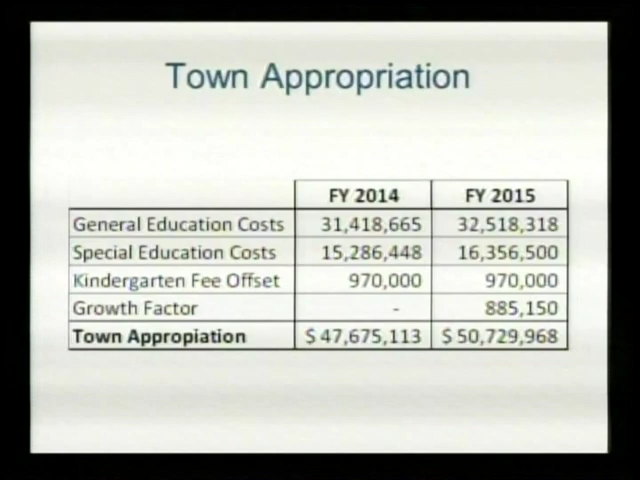 Town Appropriation
FY 2014 FY 2015
General Education Costs 31,418,665 32,518,318
Special Education Costs 15,286,448 16,356,500
Kindergarten Fee Offset 970,000 970,000
Growth Factor - 885,150
Town Appropiation $ 47,675,113 $ 50,729,968